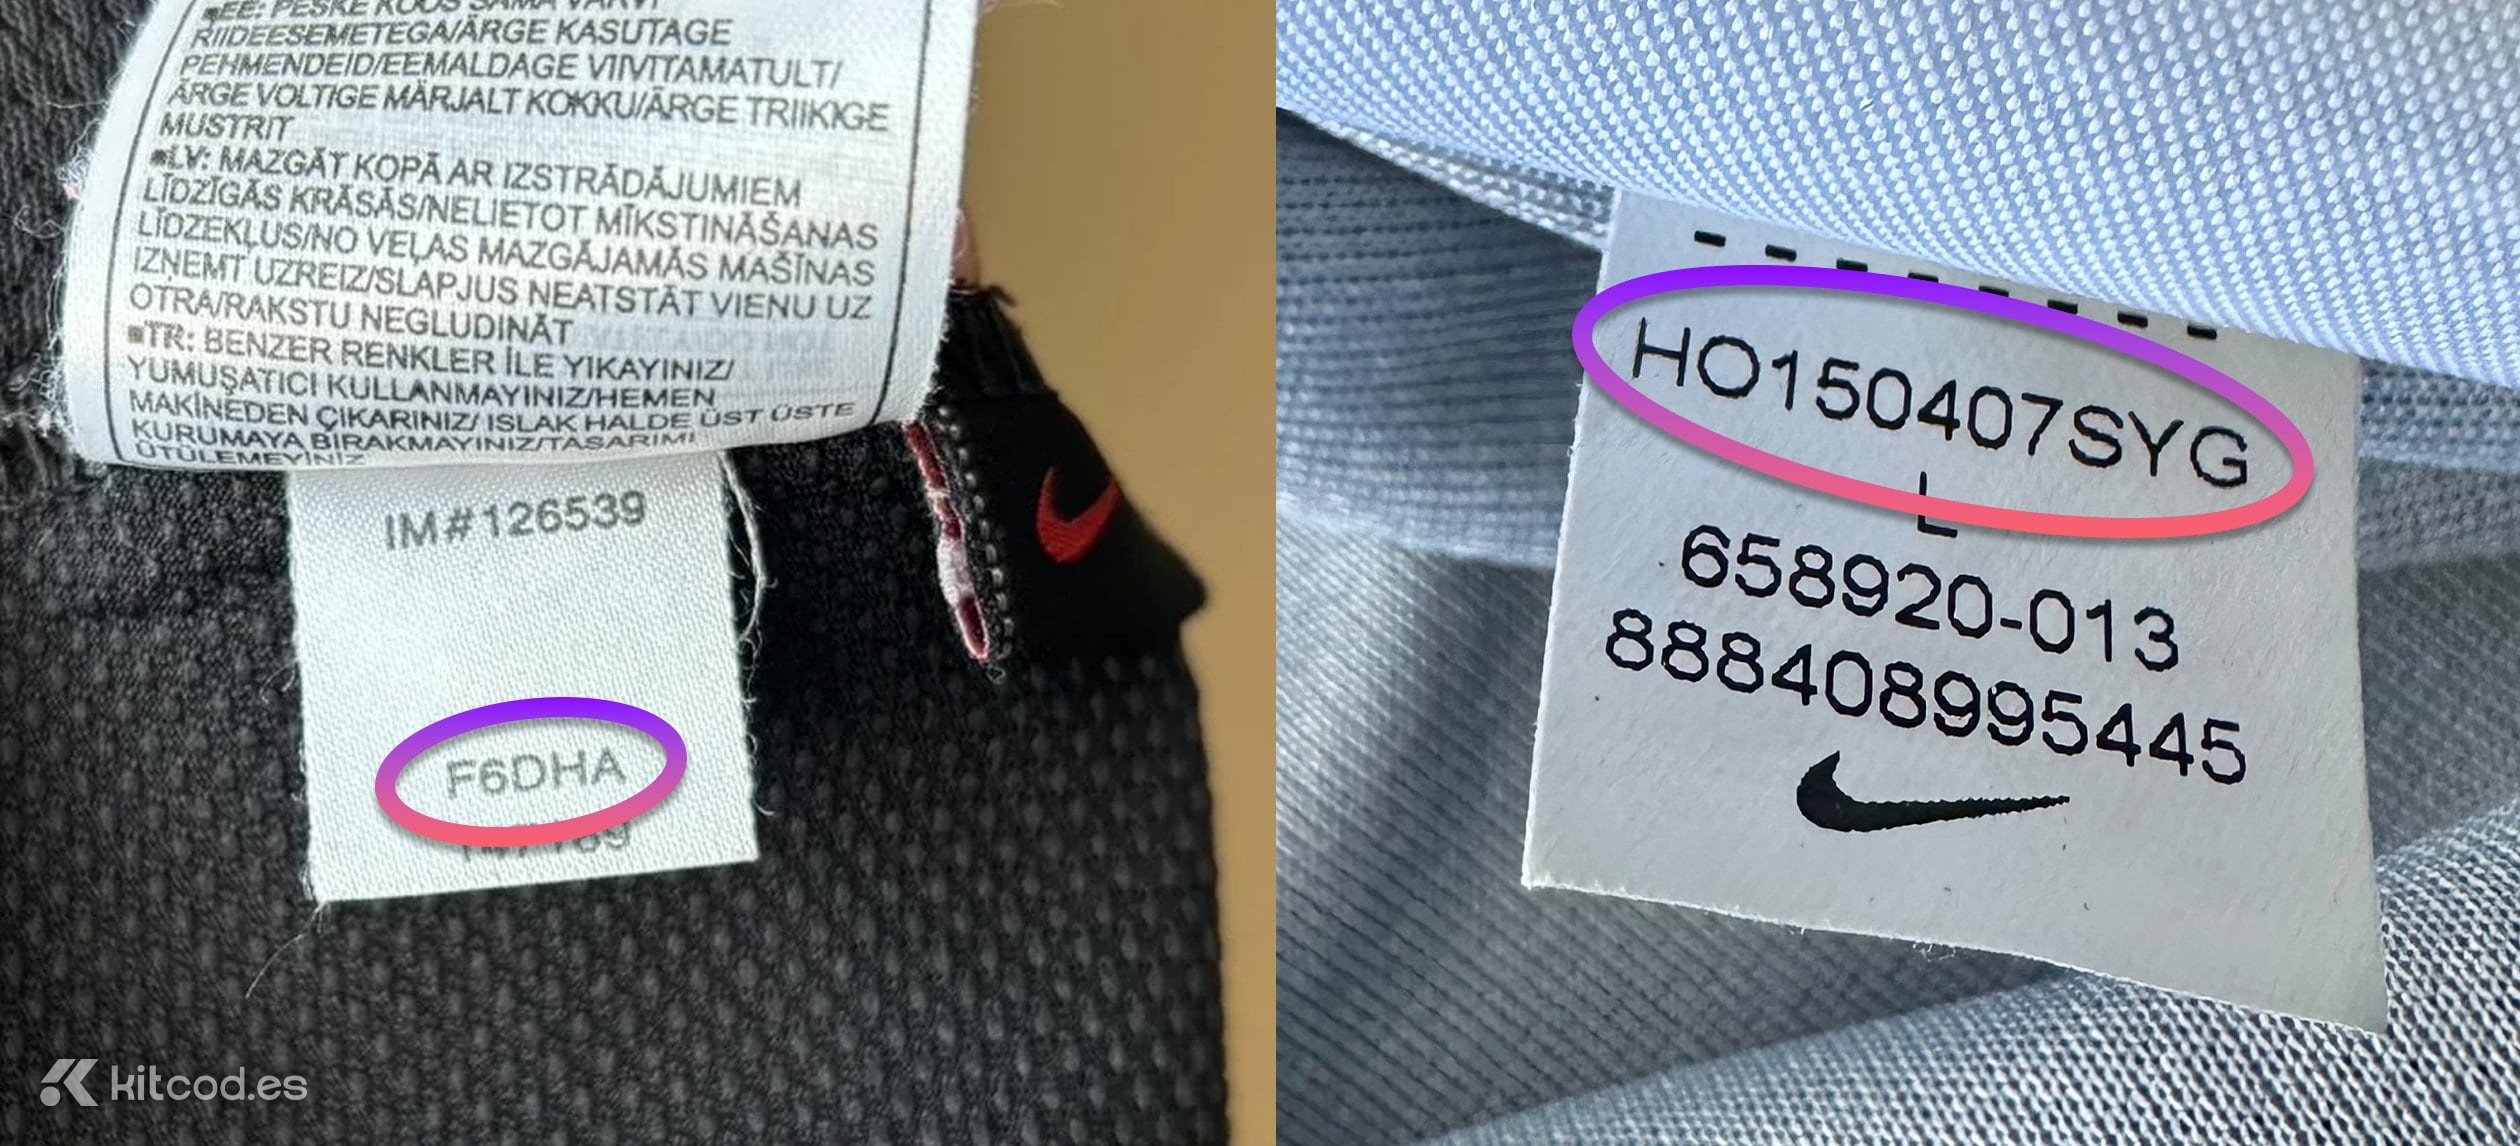 ■EE: PESKE KOOS SAMA VÄRVI
RIIDEESEMETEGA/ÄRGE KASUTAGE
PEHMENDEID/EEMALDAGE VIIVITAMATULT/
ÄRGE VOLTIGE MÄRJALT KOKKU/ÄRGE TRIIKIGE
MUSTRIT
■LV: MAZGĀT KOPĀ AR IZSTRĀDĀJUMIEM
LĪDZĪGĀS KRĀSĀS/NELIETOT MĪKSTINĀŠANAS
LĪDZEKĻUS/NO VEĻAS MAZGĀJAMĀS MAŠĪNAS
IZŅEMT UZREIZ/SLAPJUS NEATSTĀT VIENU UZ
OTRA/RAKSTU NEGLUDINĀT
■TR: BENZER RENKLER İLE YIKAYINIZ/
YUMUŞATICI KULLANMAYINIZ/HEMEN
MAKİNEDEN ÇIKARINIZ/ ISLAK HALDE ÜST ÜSTE
KURUMAYA BIRAKMAYINIZ/TASARIMI
ÜTÜLEMEYİNİZ
IM#126539
F6DHA
kitcod.es
HO150407SYG
L
658920-013
888408995445